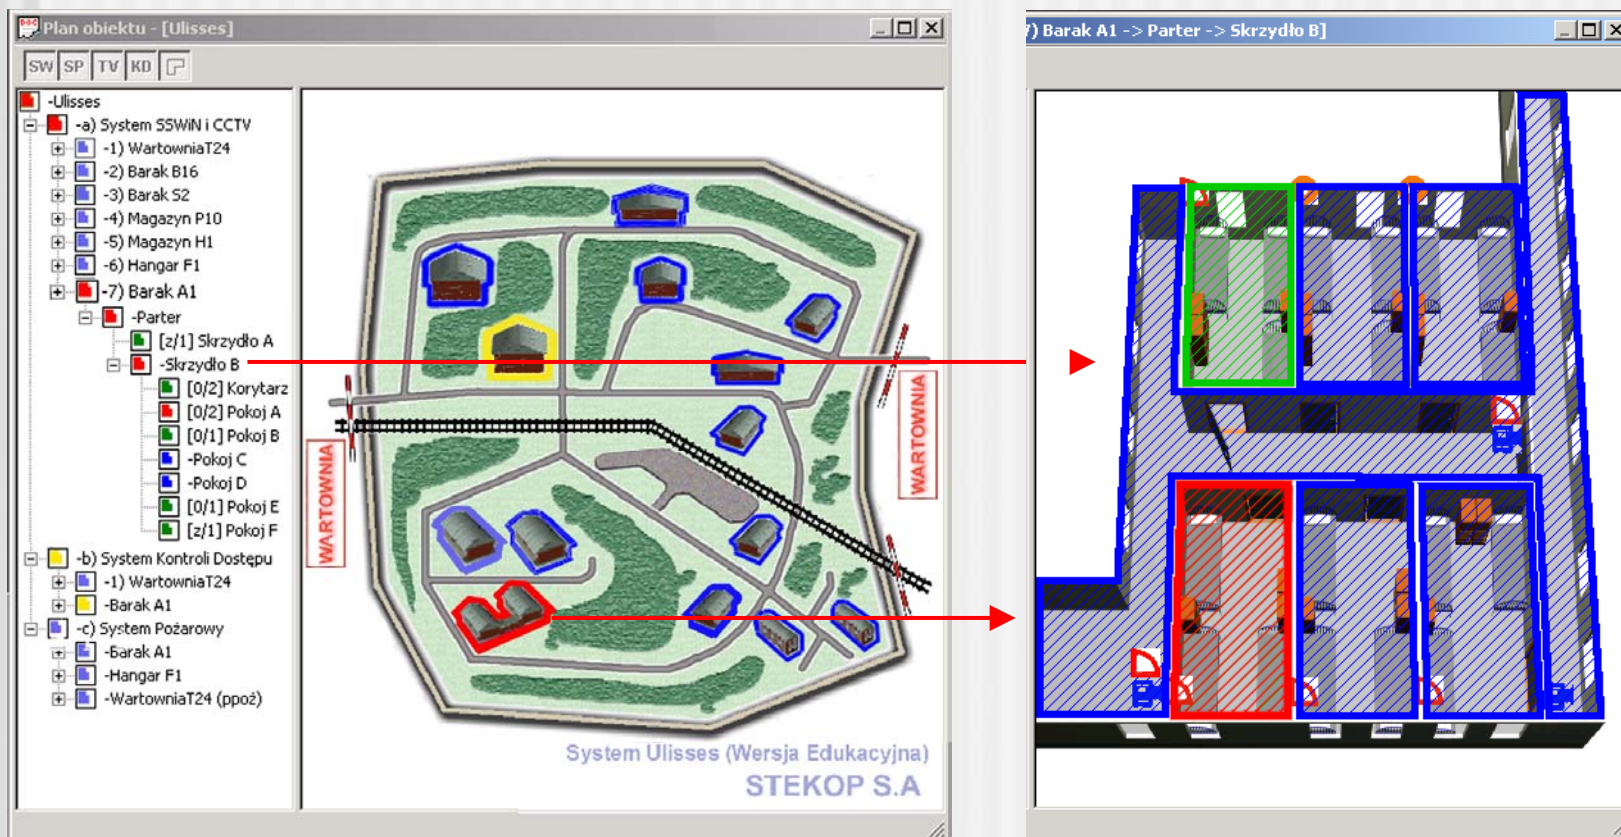 Plan obiektu - [Ulisses]
SW SP TV KD
-Ulisses
-a) System SSWiN i CCTV
-1) WartowniaT24
-2) Barak B16
-3) Barak S2
-4) Magazyn P10
-5) Magazyn H1
-6) Hangar F1
-7) Barak A1
-Parter
[z/1] Skrzydło A
-Skrzydło B
[0/2] Korytarz
[0/2] Pokoj A
[0/1] Pokoj B
-Pokoj C
-Pokoj D
[0/1] Pokoj E
[z/1] Pokoj F
-b) System Kontroli Dostępu
-1) WartowniaT24
-Barak A1
-c) System Pożarowy
-Barak A1
-Hangar F1
-WartowniaT24 (ppoż)
WARTOWNIA
WARTOWNIA
System Ulisses (Wersja Edukacyjna)
STEKOP S.A
7) Barak A1 -> Parter -> Skrzydło B]